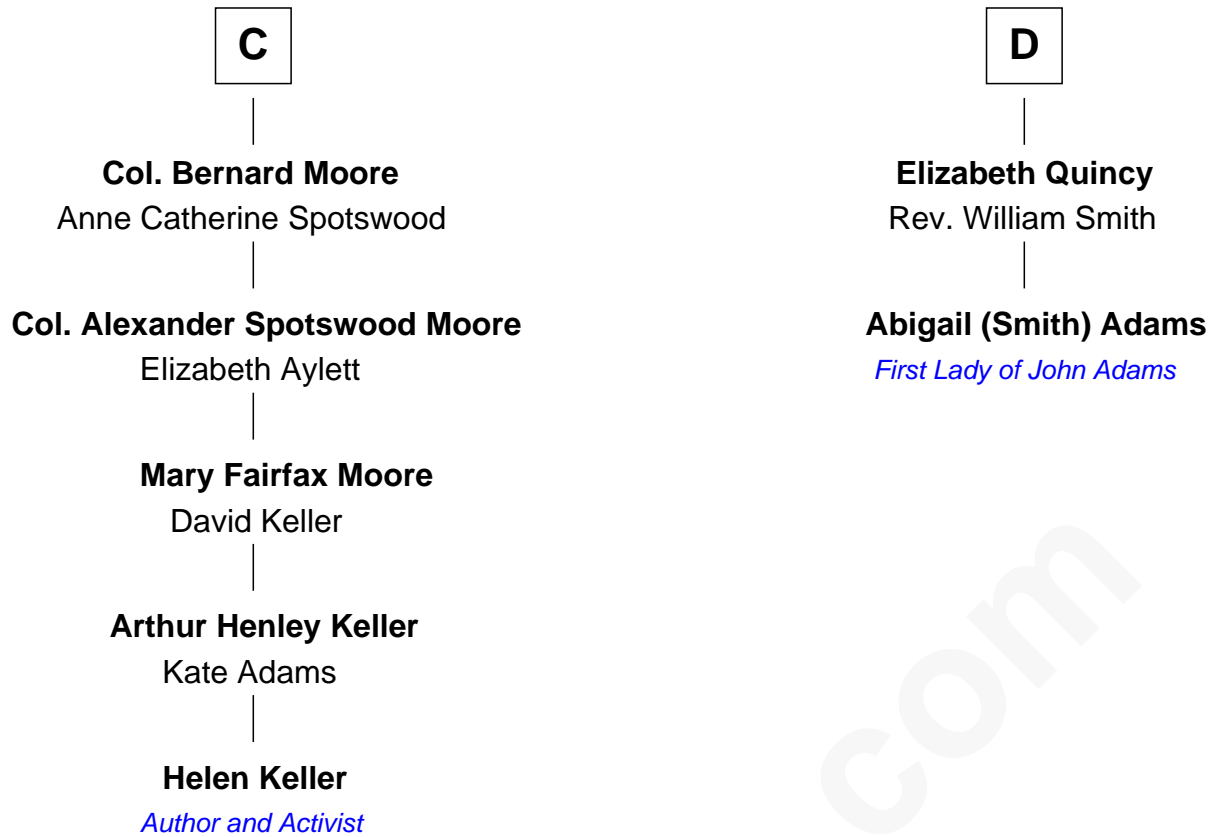 C
Col. Bernard Moore
Anne Catherine Spotswood
Col. Alexander Spotswood Moore
Elizabeth Aylett
Mary Fairfax Moore
David Keller
Arthur Henley Keller
Kate Adams
Helen Keller
Author and Activist
D
Elizabeth Quincy
Rev. William Smith
Abigail (Smith) Adams
First Lady of John Adams
com